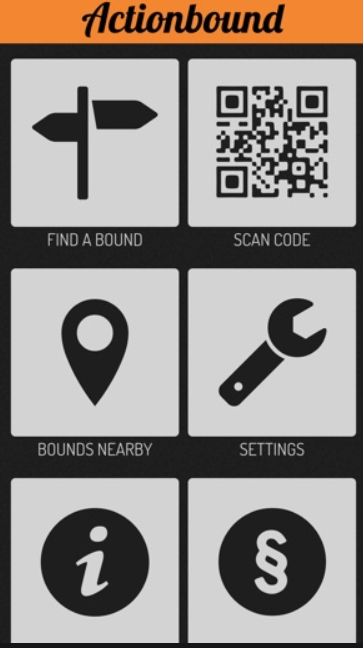 Actionbound
FIND A BOUND
SCAN CODE
BOUNDS NEARBY
SETTINGS
i
§